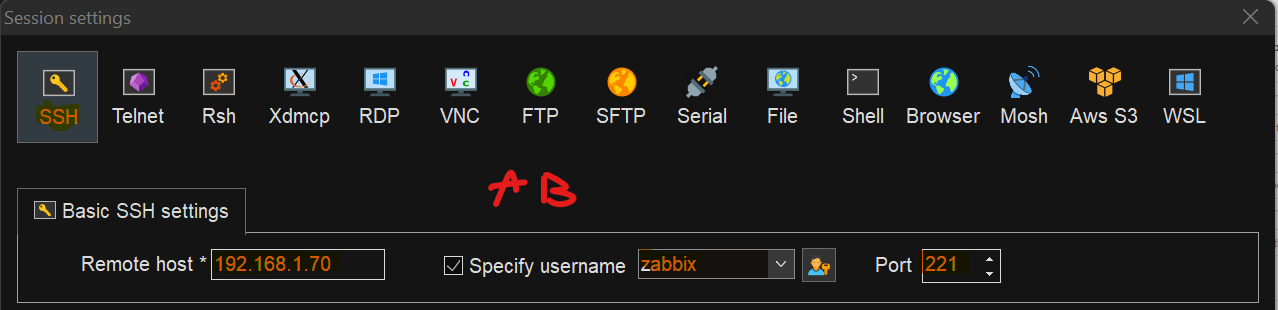 Session settings
SSH Telnet Rsh Xdmcp RDP VNC FTP SFTP Serial File Shell Browser Mosh Aws S3 WSL
A B
Basic SSH settings
Remote host * 192.168.1.70 Specify username zabbix Port 221